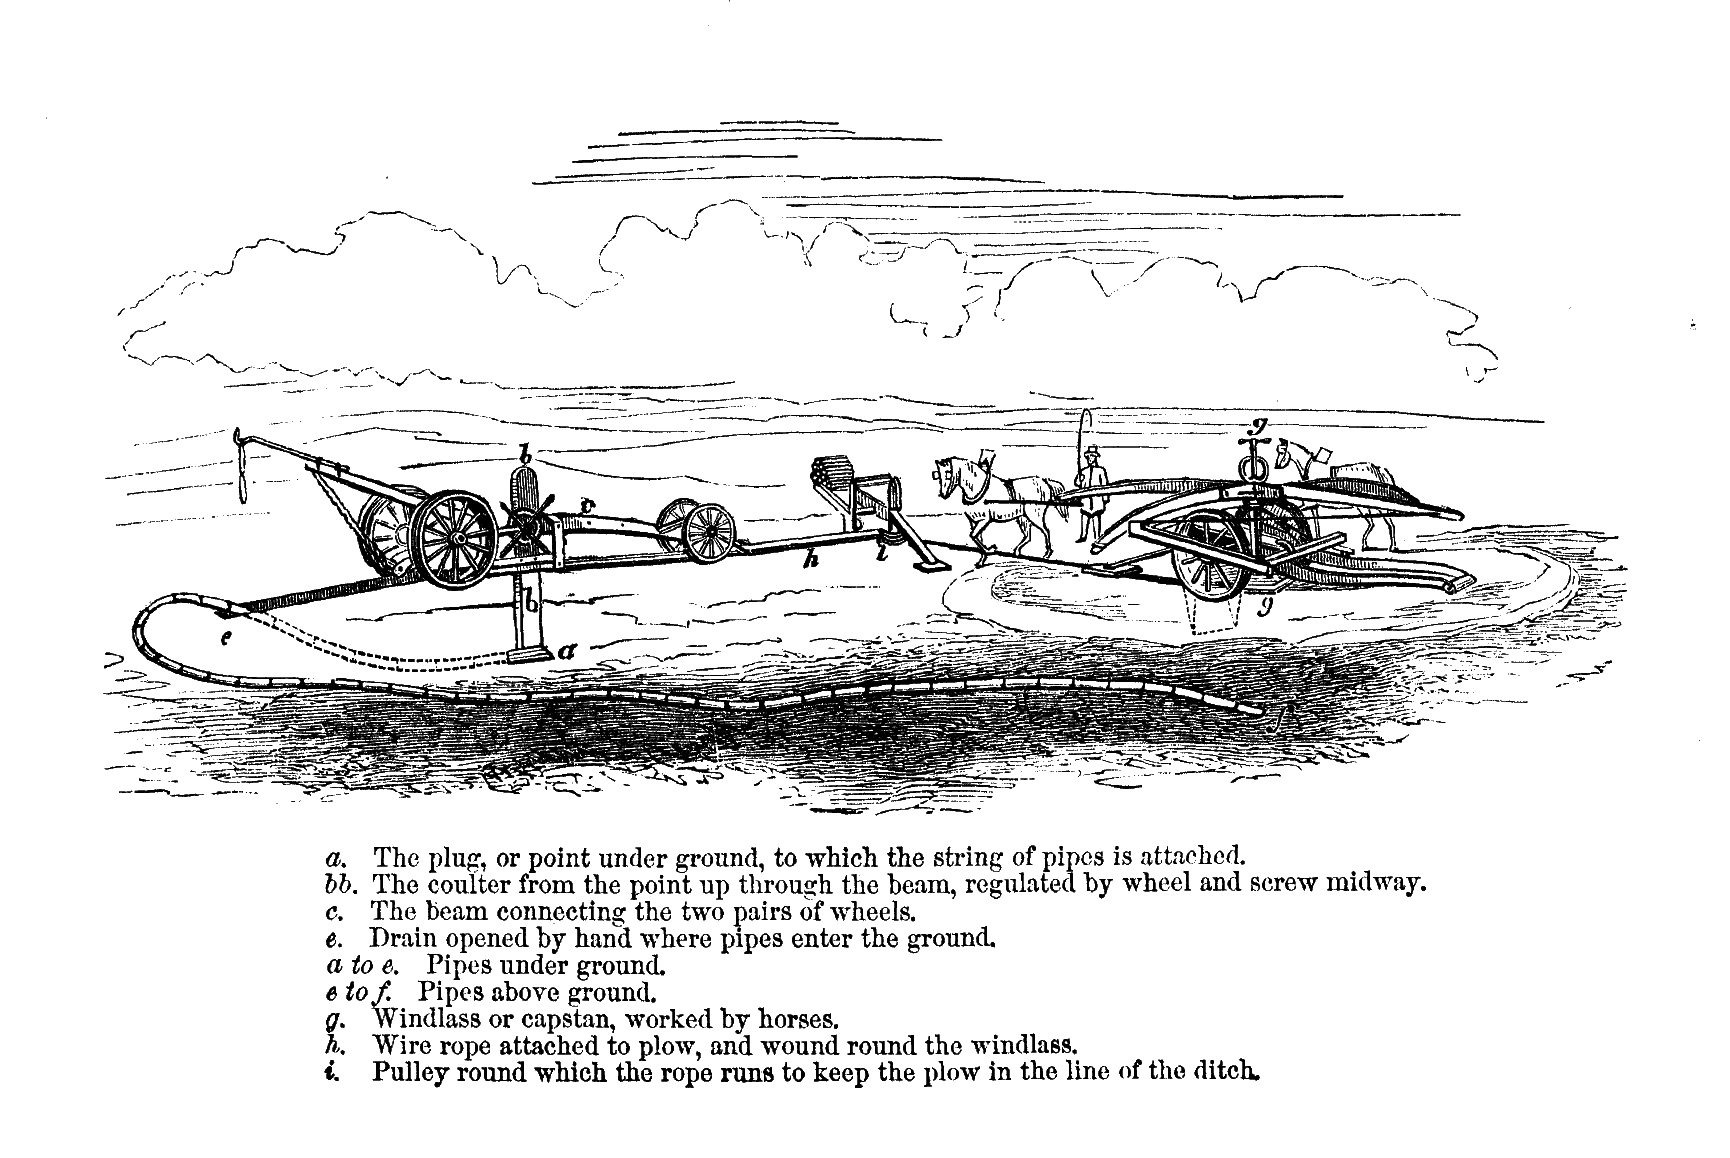 g
b
c
h
i
b
g
e
a
f
a. The plug, or point under ground, to which the string of pipes is attached.
bb. The coulter from the point up through the beam, regulated by wheel and screw midway.
c. The beam connecting the two pairs of wheels.
e. Drain opened by hand where pipes enter the ground.
a to e. Pipes under ground.
e to f. Pipes above ground.
g. Windlass or capstan, worked by horses.
h. Wire rope attached to plow, and wound round the windlass.
i. Pulley round which the rope runs to keep the plow in the line of the ditch.